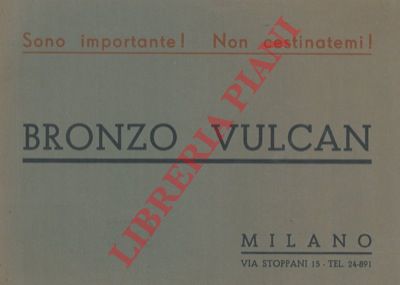 Sono importante! Non cestinatemi!
LIBRERIA PIANI
BRONZO VULCAN
MILANO
VIA STOPPANI 15 - TEL. 24-891